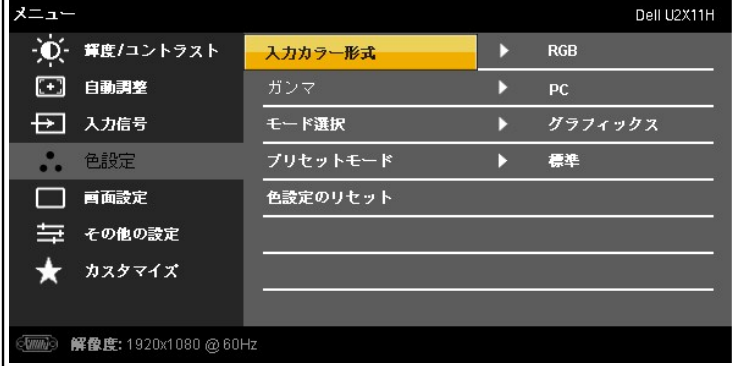 メニュー Dell U2X11H
輝度/コントラスト 入力カラー形式 RGB
自動調整 ガンマ PC
入力信号 モード選択 グラフィックス
色設定 プリセットモード 標準
画面設定 色設定のリセット
その他の設定
カスタマイズ
解像度: 1920x1080 @ 60Hz